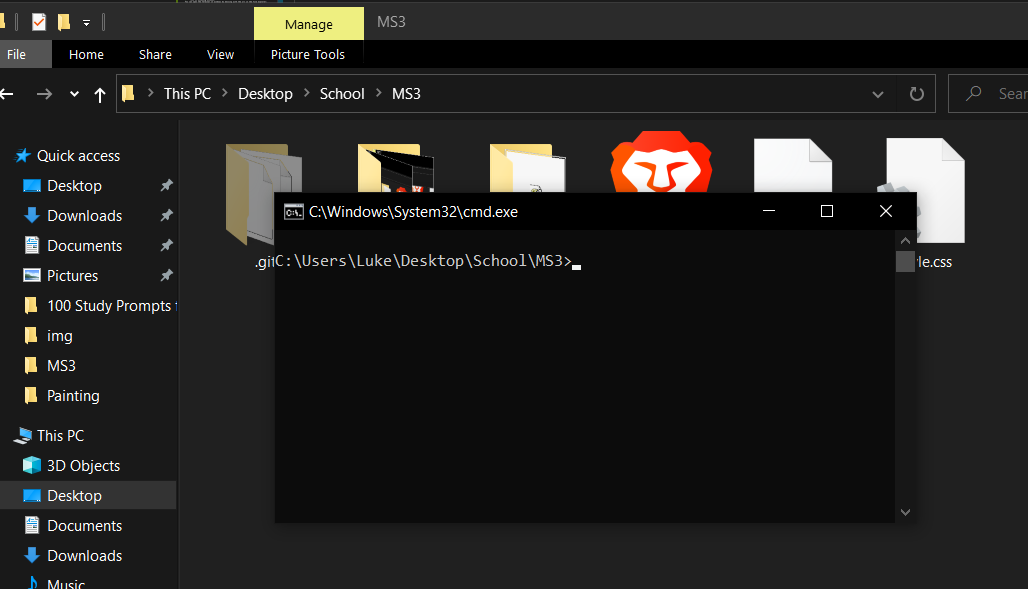 Manage
MS3
File
Home
Share
View
Picture Tools
This PC
Desktop
School
MS3
Quick access
Desktop
Downloads
Documents
Pictures
100 Study Prompts
img
MS3
Painting
This PC
3D Objects
Desktop
Documents
Downloads
Music
C:\Windows\System32\cmd.exe
C:\Users\Luke\Desktop\School\MS3>
.git
le.css